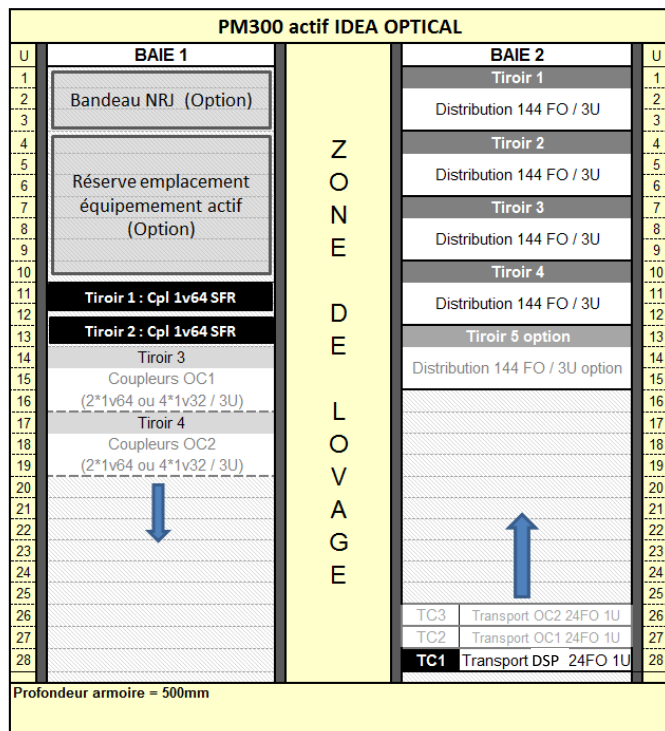 PM300 actif IDEA OPTICAL
U BAIE 1 BAIE 2 U
1 Tiroir 1 1
2 Bandeau NRJ (Option) Distribution 144 FO / 3U 2
3 3
4 Tiroir 2 4
5 5
6 Réserve emplacement Distribution 144 FO / 3U 6
7 équipemement actif Tiroir 3 7
8 (Option) Distribution 144 FO / 3U 8
9 9
10 Tiroir 4 10
11 Tiroir 1 : Cpl 1v64 SFR Distribution 144 FO / 3U 11
12 12
13 Tiroir 2 : Cpl 1v64 SFR Tiroir 5 option 13
14 Tiroir 3 14
15 Coupleurs OC1 Distribution 144 FO / 3U option 15
16 (2*1v64 ou 4*1v32 / 3U) 16
17 Tiroir 4 17
18 Coupleurs OC2 18
19 (2*1v64 ou 4*1v32 / 3U) 19
20 20
21 21
22 22
23 23
24 24
25 25
26 TC3 Transport OC2 24FO 1U 26
27 TC2 Transport OC1 24FO 1U 27
28 TC1 Transport DSP 24FO 1U 28
ZONE DE LOVAGE
Profondeur armoire = 500mm